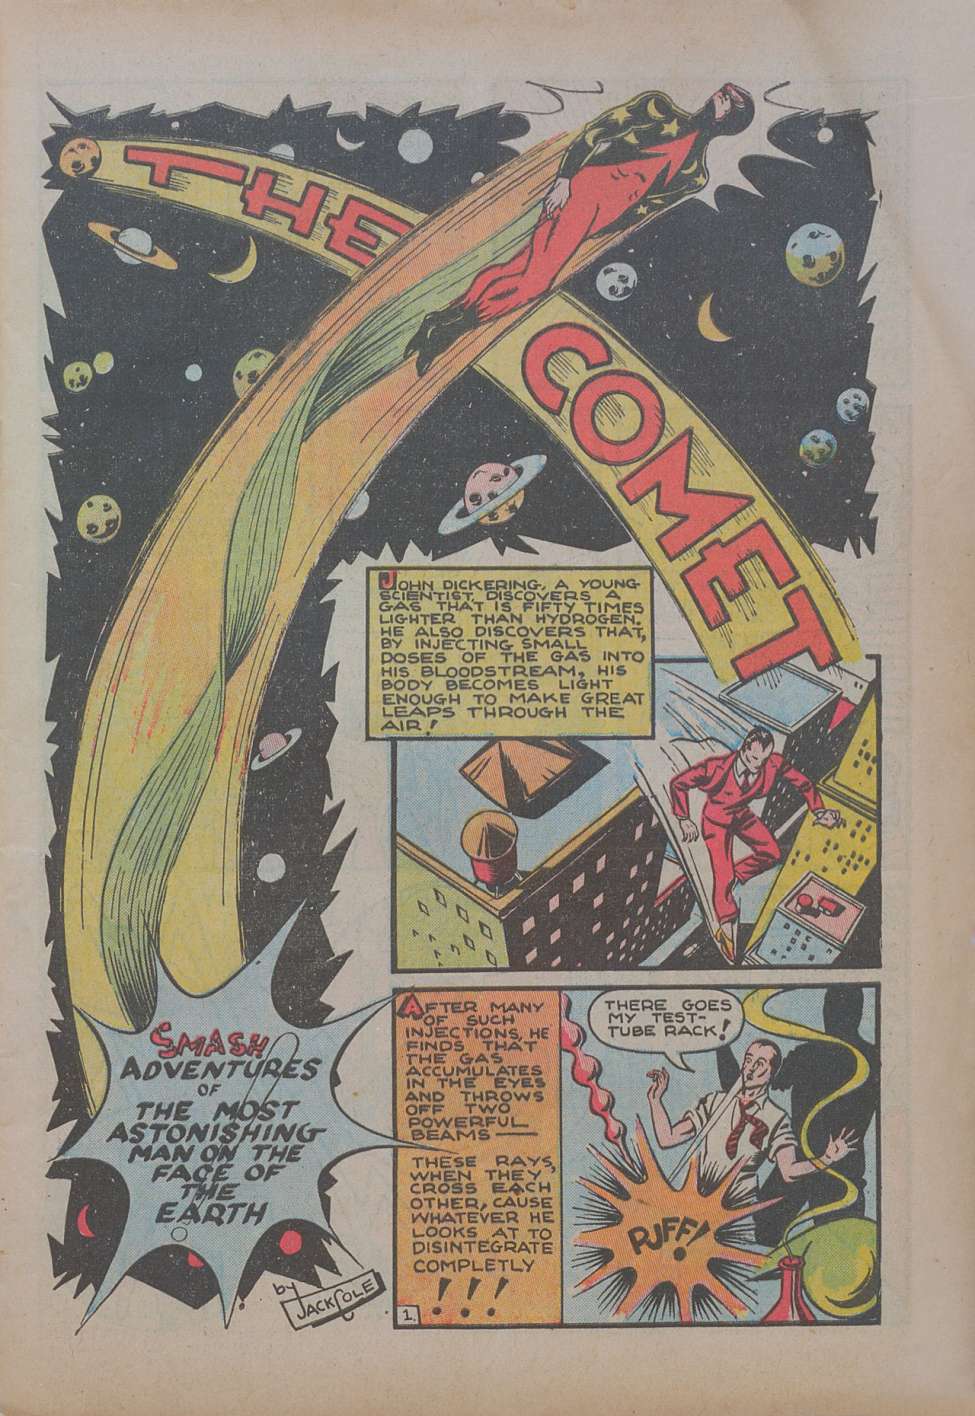 THE
COMET
JOHN DICKERING, A YOUNG
SCIENTIST, DISCOVERS A
GAS THAT IS FIFTY TIMES
LIGHTER THAN HYDROGEN.
HE ALSO DISCOVERS THAT,
BY INJECTING SMALL
DOSES OF THE GAS INTO
HIS BLOODSTREAM, HIS
BODY BECOMES LIGHT
ENOUGH TO MAKE GREAT
LEAPS THROUGH THE
AIR!
SMASH
ADVENTURES
OF
THE MOST
ASTONISHING
MAN ON THE
FACE OF
THE
EARTH
by
JACK COLE
AFTER MANY
OF SUCH
INJECTIONS, HE
FINDS THAT
THE GAS
ACCUMULATES
IN THE EYES
AND THROWS
OFF TWO
POWERFUL
BEAMS —
THESE RAYS,
WHEN THEY
CROSS EACH
OTHER, CAUSE
WHATEVER HE
LOOKS AT TO
DISINTEGRATE
COMPLETLY
!!!
1.
THERE GOES
MY TEST-
TUBE RACK!
PUFF!